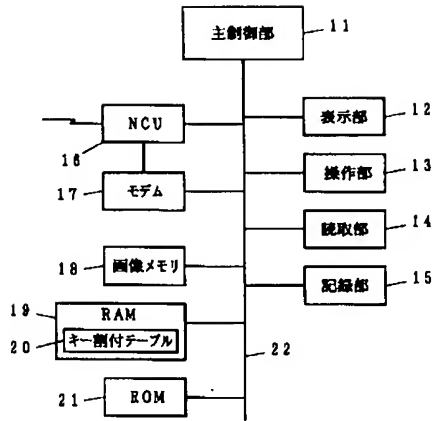 主制御部
11
NCU
16
表示部
12
操作部
13
モデム
17
読取部
14
画像メモリ
18
記録部
15
19
RAM
20
キー割付テーブル
22
21
ROM